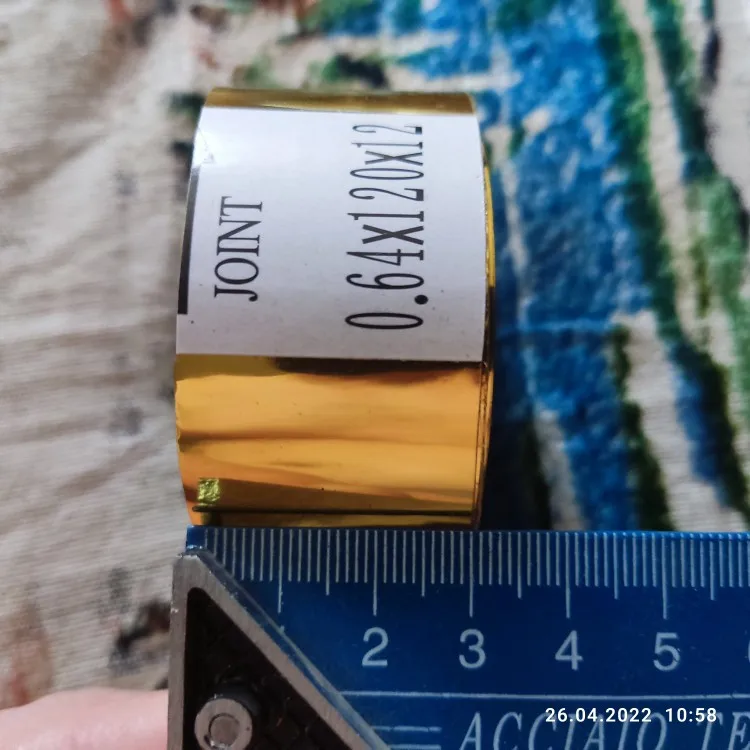 JOINT
0.64x120x12
2 3 4 5
26.04.2022 10:58
ACCIAIO